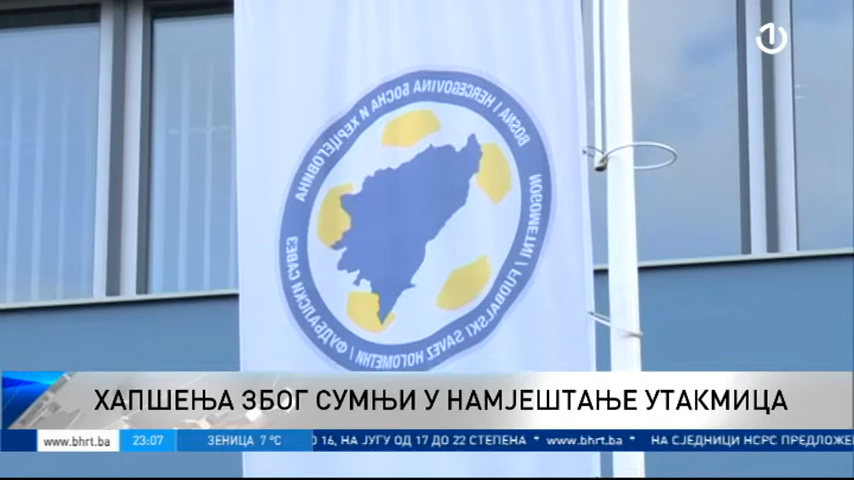 BOSNA I HERCEGOVINA БОСНА И ХЕРЦЕГОВИНА
NOGOMETNI / FUDBALSKI SAVEZ НОГОМЕТНИ / ФУДБАЛСКИ САВЕЗ
ХАПШЕЊА ЗБОГ СУМЊИ У НАМЈЕШТАЊЕ УТАКМИЦА
www.bhrt.ba 23:07 ЗЕНИЦА 7 °C 16, НА ЈУГУ ОД 17 ДО 22 СТЕПЕНА * www.bhrt.ba * НА СЈЕДНИЦИ НСРС ПРЕДЛОЖЕ